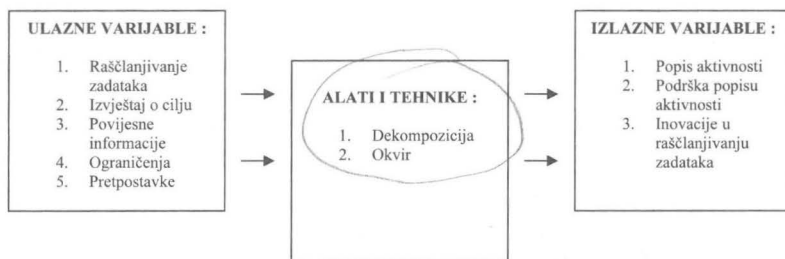 ULAZNE VARIJABLE :
1. Raščlanjivanje
zadataka
2. Izvještaj o cilju
3. Povijesne
informacije
4. Ograničenja
5. Pretpostavke
ALATI I TEHNIKE :
1. Dekompozicija
2. Okvir
IZLAZNE VARIJABLE :
1. Popis aktivnosti
2. Podrška popisu
aktivnosti
3. Inovacije u
raščlanjivanju
zadataka